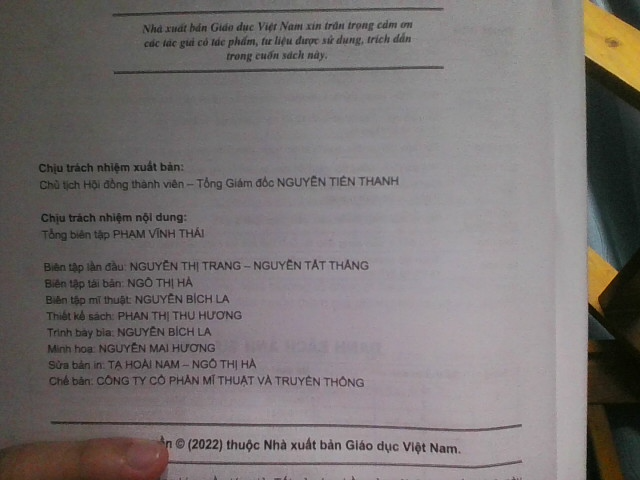 Nhà xuất bản Giáo dục Việt Nam xin trân trọng cảm ơn
các tác giả có tác phẩm, tư liệu được sử dụng, trích dẫn
trong cuốn sách này.
Chịu trách nhiệm xuất bản:
Chủ tịch Hội đồng thành viên – Tổng Giám đốc NGUYỄN TIẾN THANH
Chịu trách nhiệm nội dung:
Tổng biên tập PHẠM VĨNH THÁI
Biên tập lần đầu: NGUYỄN THỊ TRANG – NGUYỄN TẤT THẮNG
Biên tập tái bản: NGÔ THỊ HÀ
Biên tập mĩ thuật: NGUYỄN BÍCH LA
Thiết kế sách: PHAN THỊ THU HƯƠNG
Trình bày bìa: NGUYỄN BÍCH LA
Minh hoạ: NGUYỄN MAI HƯƠNG
Sửa bản in: TẠ HOÀI NAM – NGÔ THỊ HÀ
Chế bản: CÔNG TY CỔ PHẦN MĨ THUẬT VÀ TRUYỀN THÔNG
© (2022) thuộc Nhà xuất bản Giáo dục Việt Nam.